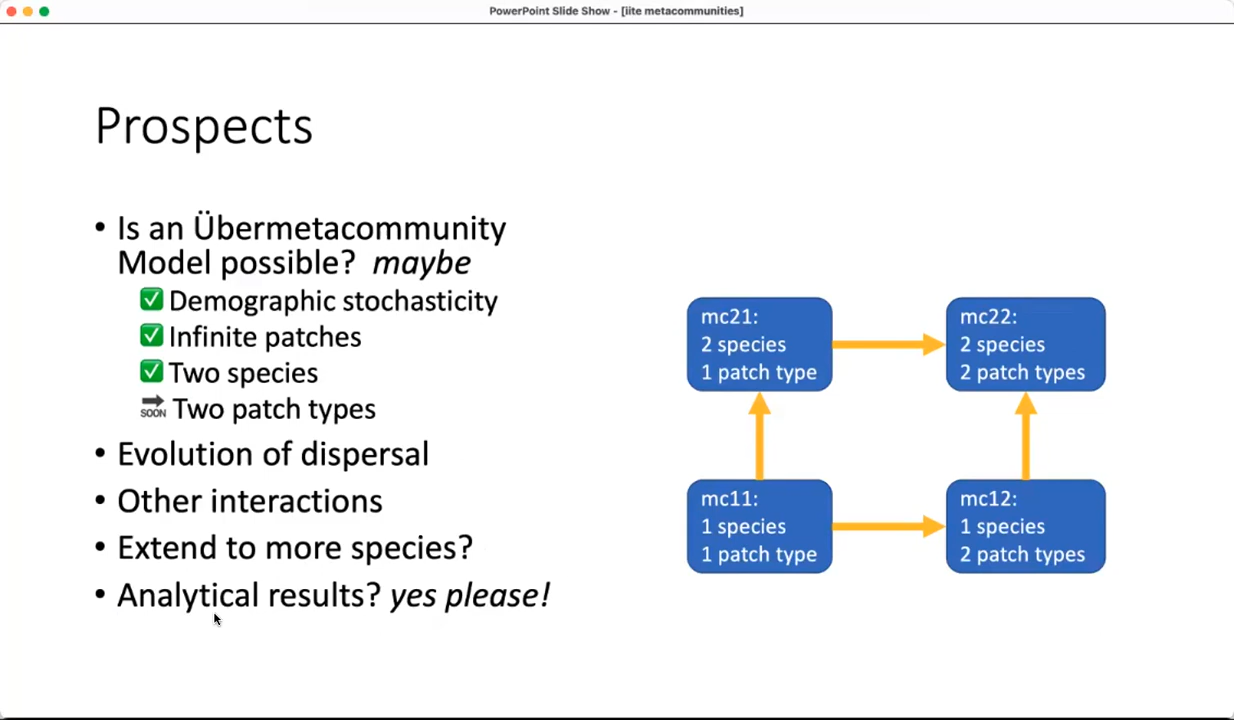 PowerPoint Slide Show - [iite metacommunities]
Prospects
• Is an Übermetacommunity
Model possible? maybe
✅ Demographic stochasticity
✅ Infinite patches
✅ Two species
🔜 Two patch types
• Evolution of dispersal
• Other interactions
• Extend to more species?
• Analytical results? yes please!
mc21:
2 species
1 patch type
mc22:
2 species
2 patch types
mc11:
1 species
1 patch type
mc12:
1 species
2 patch types